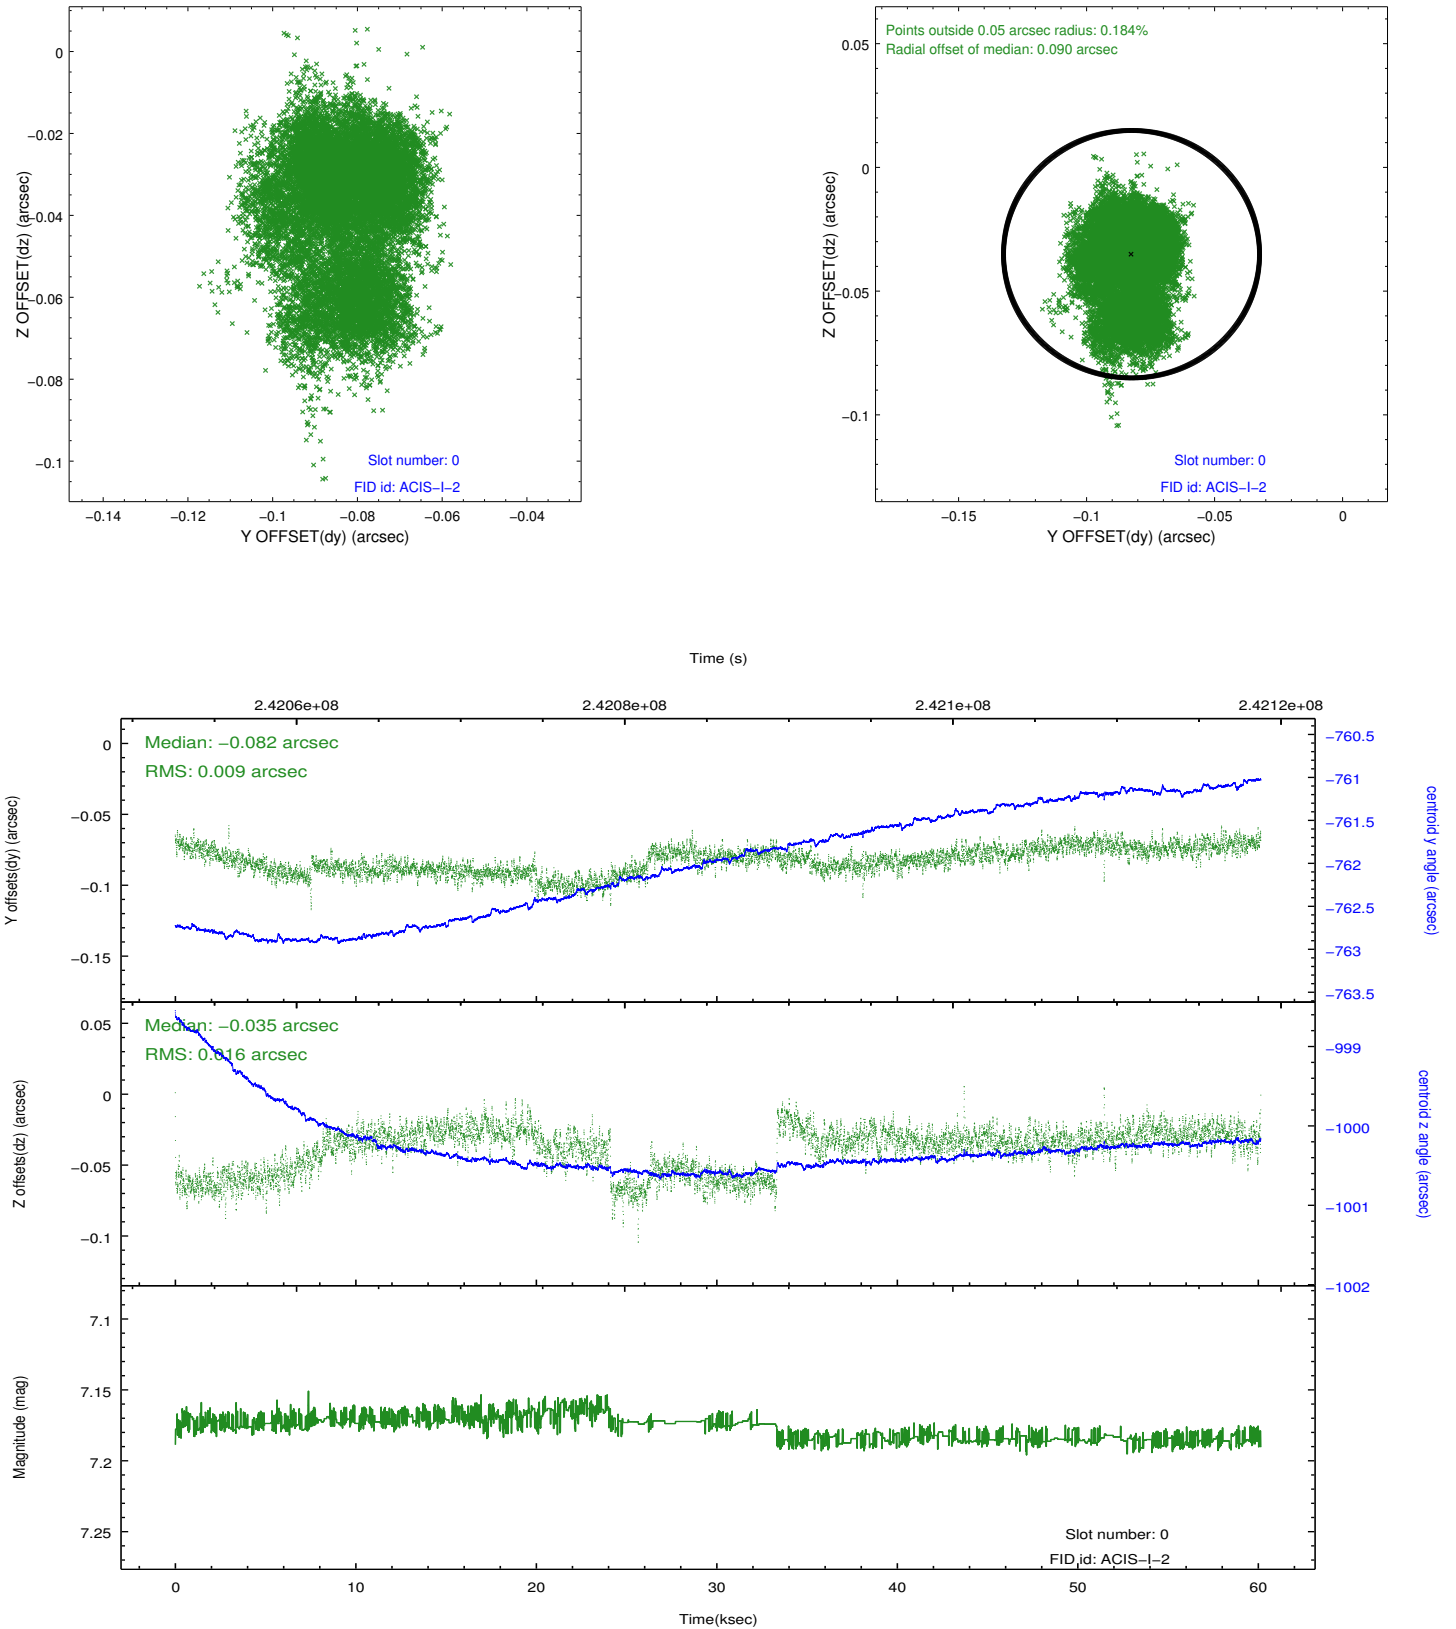 0
−0.02
−0.04
−0.06
−0.08
−0.1
Z OFFSET(dz) (arcsec)
Slot number: 0
FID id: ACIS−I−2
−0.14 −0.12 −0.1 −0.08 −0.06 −0.04
Y OFFSET(dy) (arcsec)
Points outside 0.05 arcsec radius: 0.184%
Radial offset of median: 0.090 arcsec
0.05
0
−0.05
−0.1
Z OFFSET(dz) (arcsec)
Slot number: 0
FID id: ACIS−I−2
−0.15 −0.1 −0.05 0
Y OFFSET(dy) (arcsec)
Time (s)
2.4206e+08 2.4208e+08 2.421e+08 2.4212e+08
Median: −0.082 arcsec
RMS: 0.009 arcsec
0
−0.05
−0.1
−0.15
Y offsets(dy) (arcsec)
−760.5
−761
−761.5
−762
−762.5
−763
−763.5
centroid y angle (arcsec)
Median: −0.035 arcsec
RMS: 0.016 arcsec
0.05
0
−0.05
−0.1
Z offsets(dz) (arcsec)
−999
−1000
−1001
−1002
centroid z angle (arcsec)
7.1
7.15
7.2
7.25
Magnitude (mag)
Slot number: 0
FID id: ACIS−I−2
0 10 20 30 40 50 60
Time(ksec)